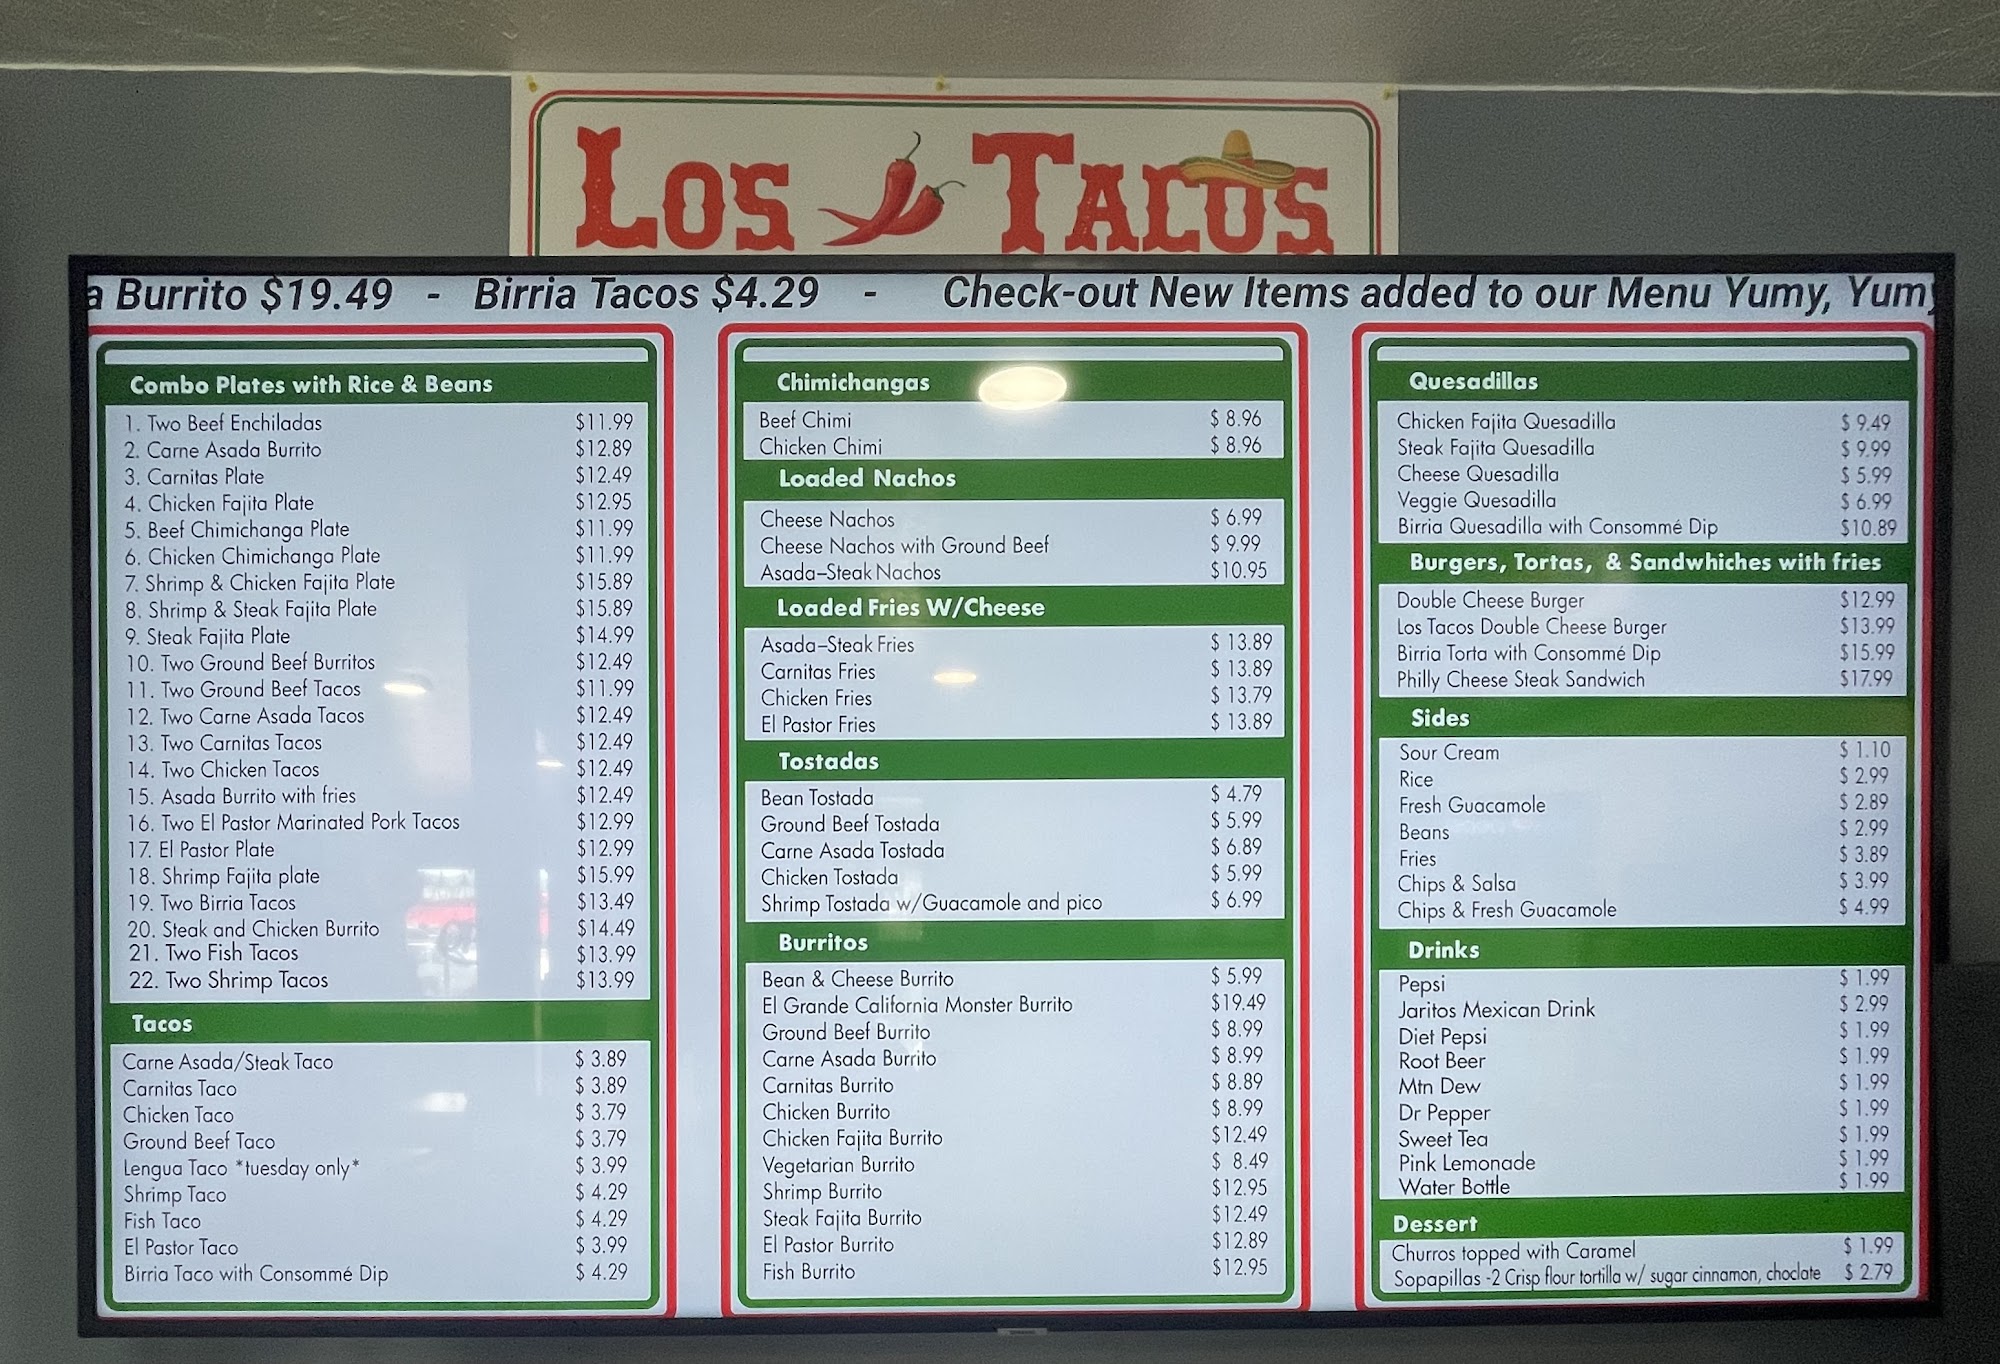 LOS TACOS
a Burrito $19.49 - Birria Tacos $4.29 - Check-out New Items added to our Menu Yumy, Yumy
Combo Plates with Rice & Beans
1. Two Beef Enchiladas $11.99
2. Carne Asada Burrito $12.89
3. Carnitas Plate $12.49
4. Chicken Fajita Plate $12.95
5. Beef Chimichanga Plate $11.99
6. Chicken Chimichanga Plate $11.99
7. Shrimp & Chicken Fajita Plate $15.89
8. Shrimp & Steak Fajita Plate $15.89
9. Steak Fajita Plate $14.99
10. Two Ground Beef Burritos $12.49
11. Two Ground Beef Tacos $11.99
12. Two Carne Asada Tacos $12.49
13. Two Carnitas Tacos $12.49
14. Two Chicken Tacos $12.49
15. Asada Burrito with fries $12.49
16. Two El Pastor Marinated Pork Tacos $12.99
17. El Pastor Plate $12.99
18. Shrimp Fajita plate $15.99
19. Two Birria Tacos $13.49
20. Steak and Chicken Burrito $14.49
21. Two Fish Tacos $13.99
22. Two Shrimp Tacos $13.99
Tacos
Carne Asada/Steak Taco $ 3.89
Carnitas Taco $ 3.89
Chicken Taco $ 3.79
Ground Beef Taco $ 3.79
Lengua Taco *tuesday only* $ 3.99
Shrimp Taco $ 4.29
Fish Taco $ 4.29
El Pastor Taco $ 3.99
Birria Taco with Consommé Dip $ 4.29
Chimichangas
Beef Chimi $ 8.96
Chicken Chimi $ 8.96
Loaded Nachos
Cheese Nachos $ 6.99
Cheese Nachos with Ground Beef $ 9.99
Asada-Steak Nachos $10.95
Loaded Fries W/Cheese
Asada-Steak Fries $ 13.89
Carnitas Fries $ 13.89
Chicken Fries $ 13.79
El Pastor Fries $ 13.89
Tostadas
Bean Tostada $ 4.79
Ground Beef Tostada $ 5.99
Carne Asada Tostada $ 6.89
Chicken Tostada $ 5.99
Shrimp Tostada w/Guacamole and pico $ 6.99
Burritos
Bean & Cheese Burrito $ 5.99
El Grande California Monster Burrito $19.49
Ground Beef Burrito $ 8.99
Carne Asada Burrito $ 8.99
Carnitas Burrito $ 8.89
Chicken Burrito $ 8.99
Chicken Fajita Burrito $12.49
Vegetarian Burrito $ 8.49
Shrimp Burrito $12.95
Steak Fajita Burrito $12.49
El Pastor Burrito $12.89
Fish Burrito $12.95
Quesadillas
Chicken Fajita Quesadilla $ 9.49
Steak Fajita Quesadilla $ 9.99
Cheese Quesadilla $ 5.99
Veggie Quesadilla $ 6.99
Birria Quesadilla with Consommé Dip $10.89
Burgers, Tortas, & Sandwhiches with fries
Double Cheese Burger $12.99
Los Tacos Double Cheese Burger $13.99
Birria Torta with Consommé Dip $15.99
Philly Cheese Steak Sandwich $17.99
Sides
Sour Cream $ 1.10
Rice $ 2.99
Fresh Guacamole $ 2.89
Beans $ 2.99
Fries $ 3.89
Chips & Salsa $ 3.99
Chips & Fresh Guacamole $ 4.99
Drinks
Pepsi $ 1.99
Jaritos Mexican Drink $ 2.99
Diet Pepsi $ 1.99
Root Beer $ 1.99
Mtn Dew $ 1.99
Dr Pepper $ 1.99
Sweet Tea $ 1.99
Pink Lemonade $ 1.99
Water Bottle $ 1.99
Dessert
Churros topped with Caramel $ 1.99
Sopapillas -2 Crisp flour tortilla w/ sugar cinnamon, choclate $ 2.79